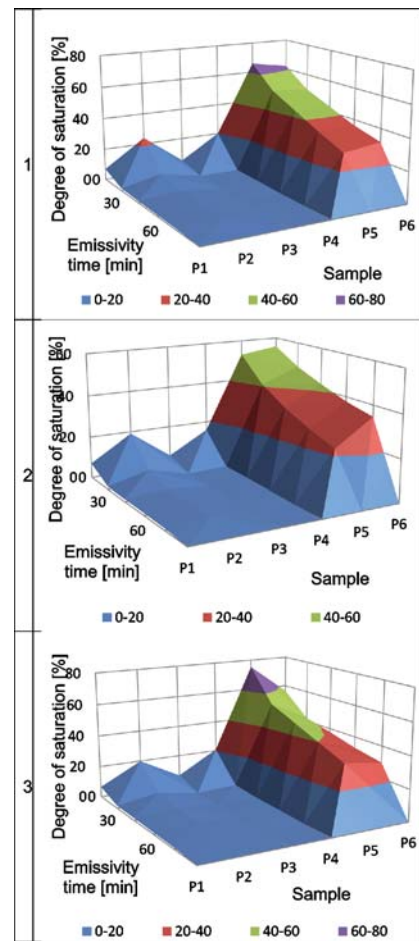 1
Degree of saturation [%]
80
60
40
20
00
30
60
Emissivity
time [min]
P1
P2
P3
P4
P5
P6
Sample
0-20 20-40 40-60 60-80
2
Degree of saturation [%]
60
40
20
00
30
60
Emissivity
time [min]
P1
P2
P3
P4
P5
P6
Sample
0-20 20-40 40-60
3
Degree of saturation [%]
80
60
40
20
00
30
60
Emissivity
time [min]
P1
P2
P3
P4
P5
P6
Sample
0-20 20-40 40-60 60-80